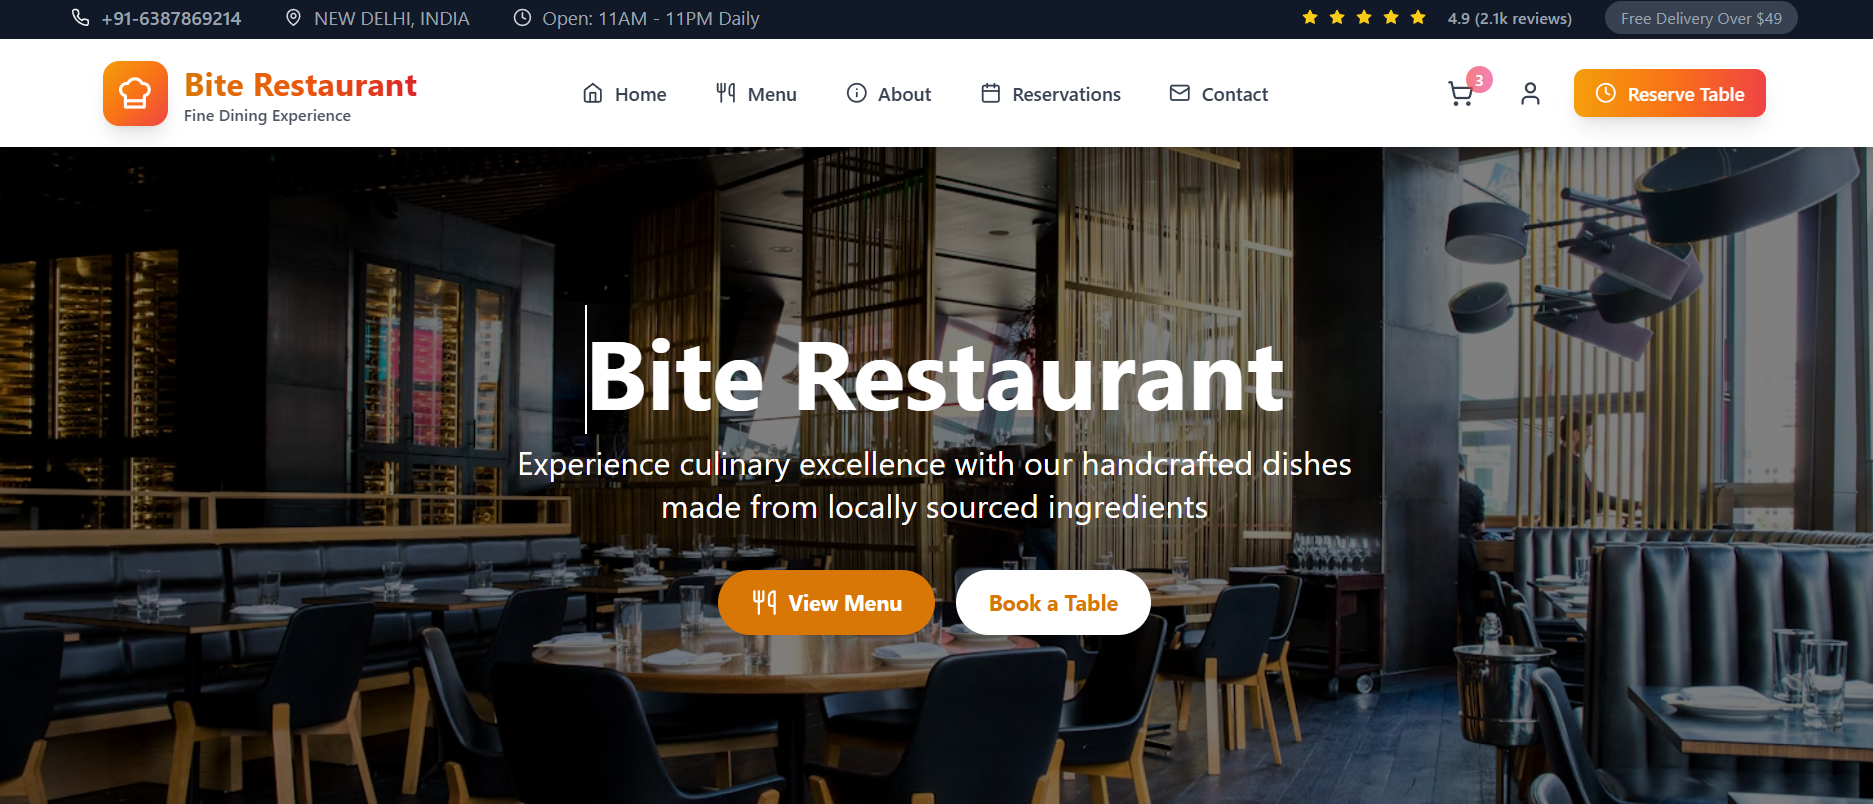 +91-6387869214 NEW DELHI, INDIA Open: 11AM - 11PM Daily 4.9 (2.1k reviews) Free Delivery Over $49
Bite Restaurant
Fine Dining Experience
Home Menu About Reservations Contact 3 Reserve Table
Bite Restaurant
Experience culinary excellence with our handcrafted dishes
made from locally sourced ingredients
View Menu Book a Table